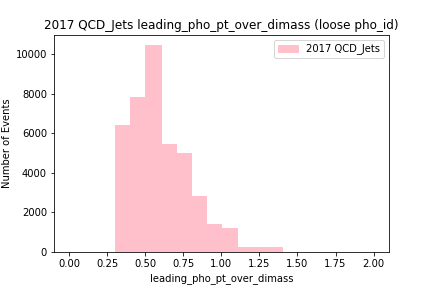 2017 QCD_Jets leading_pho_pt_over_dimass (loose pho_id)
2017 QCD_Jets
Number of Events
10000
8000
6000
4000
2000
0
0.00 0.25 0.50 0.75 1.00 1.25 1.50 1.75 2.00
leading_pho_pt_over_dimass